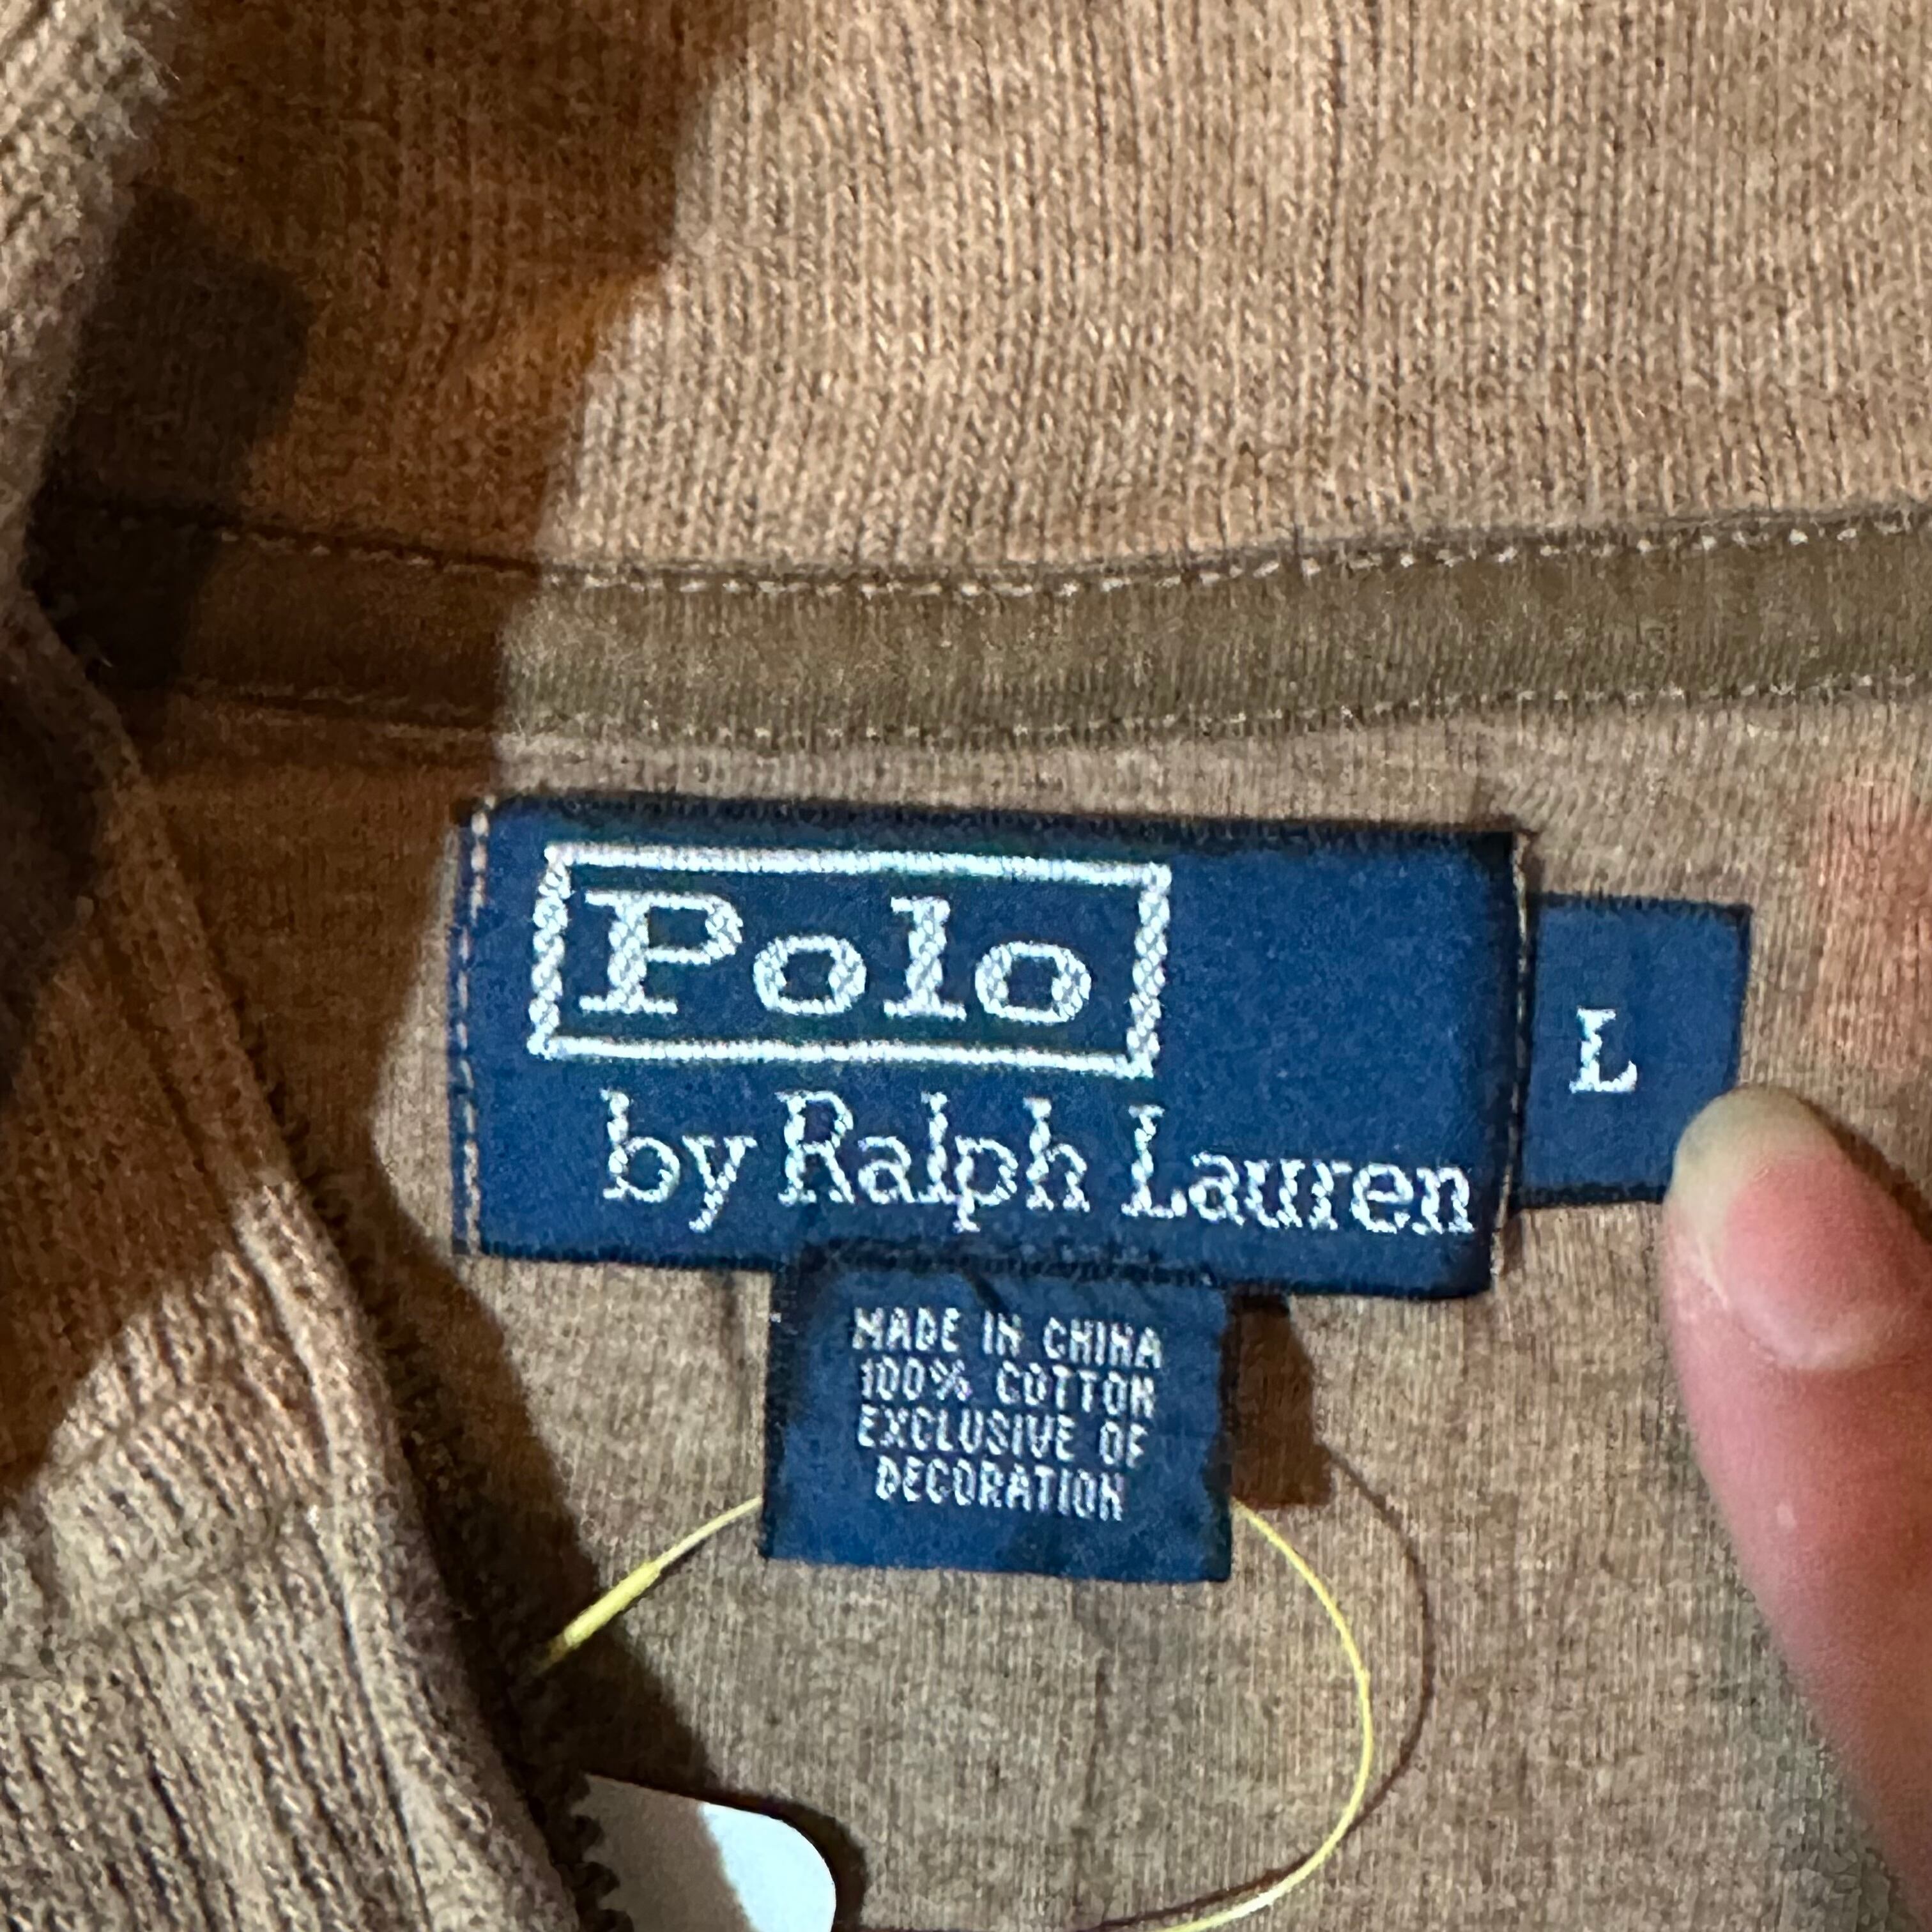 Polo
by Ralph Lauren
L
MADE IN CHINA
100% COTTON
EXCLUSIVE OF
DECORATION